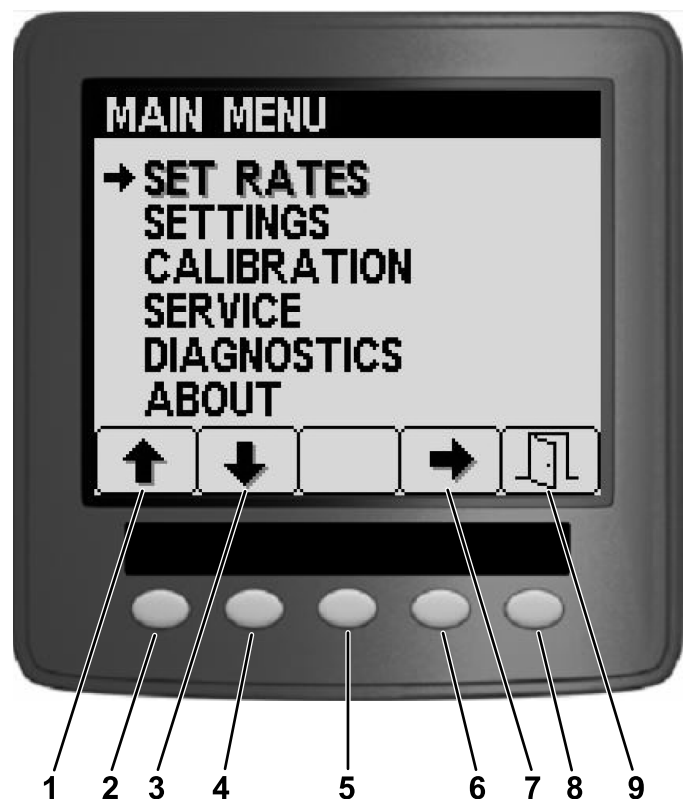 MAIN MENU
SET RATES
SETTINGS
CALIBRATION
SERVICE
DIAGNOSTICS
ABOUT
1 2 3 4 5 6 7 8 9